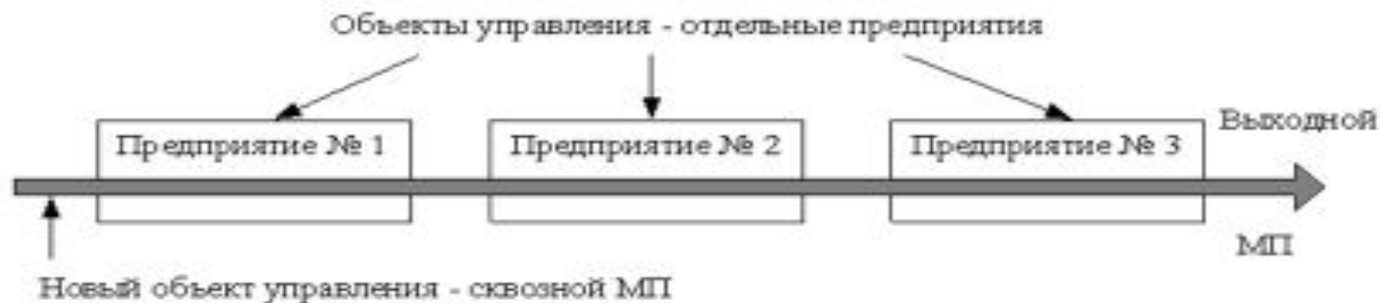 Объекты управления - отдельные предприятия
Предприятие № 1
Предприятие № 2
Предприятие № 3
Выходной
МП
Новый объект управления - сквозной МП